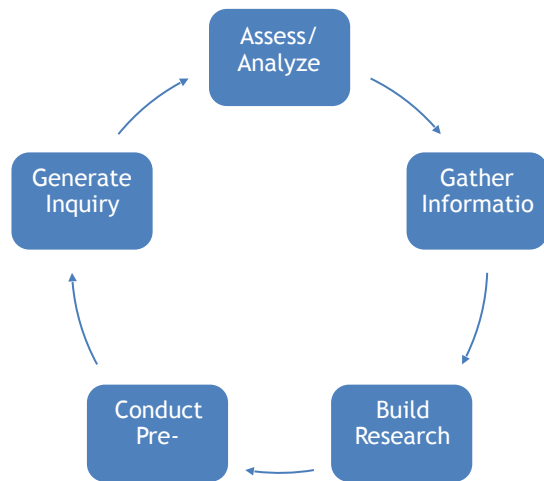 Assess/
Analyze
Gather
Informatio
Build
Research
Conduct
Pre-
Generate
Inquiry